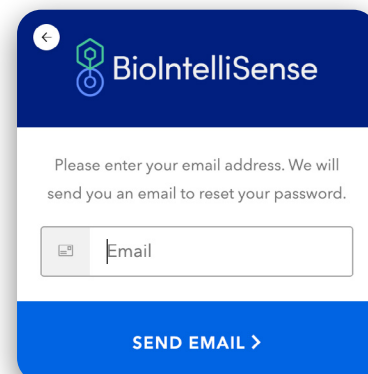 BioIntelliSense
Please enter your email address. We will
send you an email to reset your password.
Email
SEND EMAIL